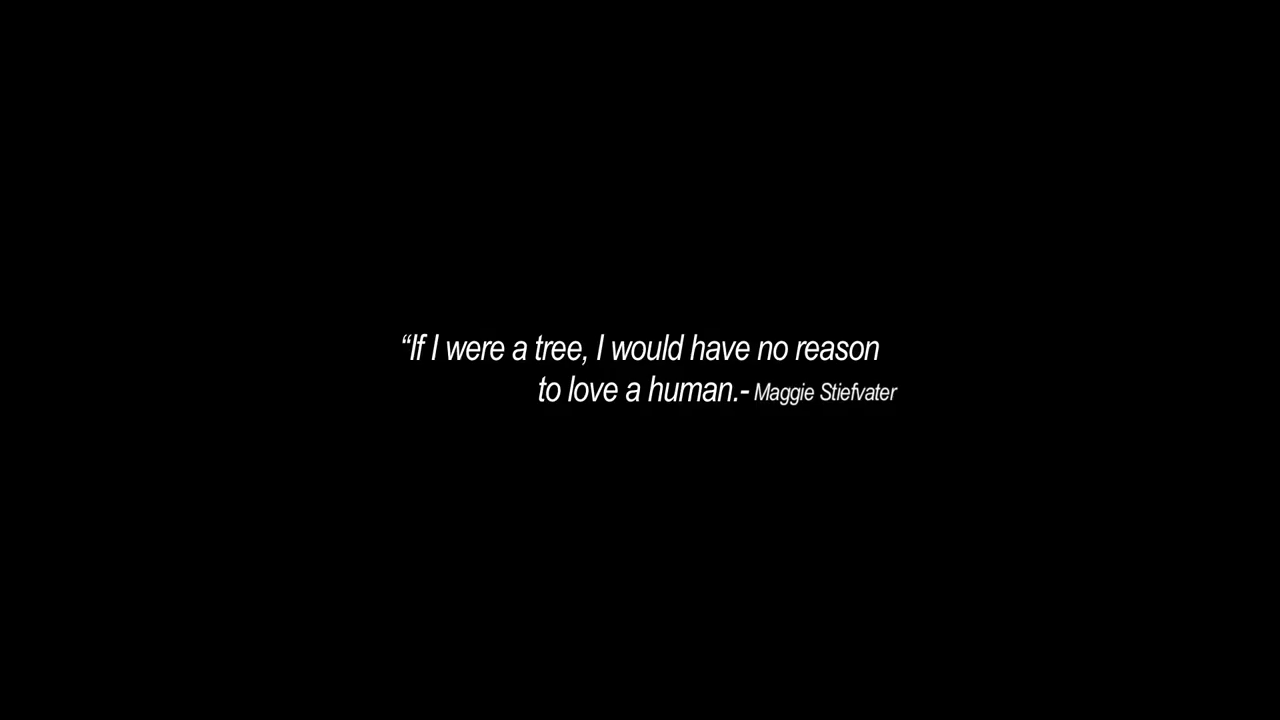 “If I were a tree, I would have no reason
to love a human.- Maggie Stiefvater